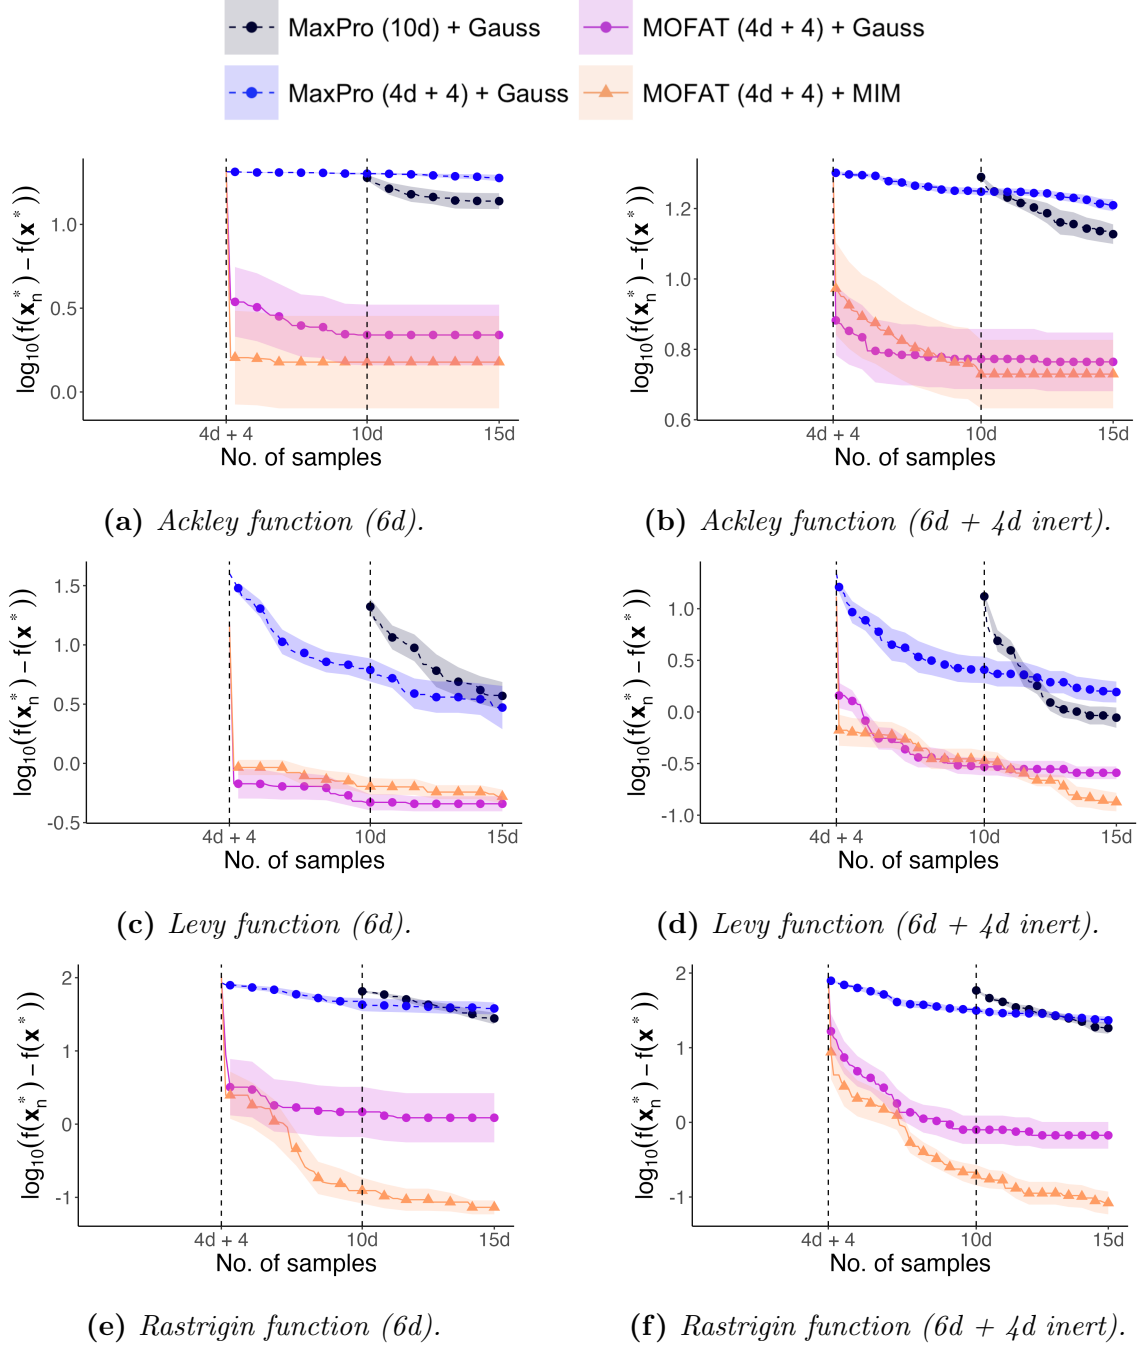 MaxPro (10d) + Gauss MOFAT (4d + 4) + Gauss
MaxPro (4d + 4) + Gauss MOFAT (4d + 4) + MIM
log₁₀(f(xₙ*) − f(x*))
1.0
0.5
0.0
4d + 4 10d 15d
No. of samples
(a) Ackley function (6d).
log₁₀(f(xₙ*) − f(x*))
1.2
1.0
0.8
0.6
4d + 4 10d 15d
No. of samples
(b) Ackley function (6d + 4d inert).
log₁₀(f(xₙ*) − f(x*))
1.5
1.0
0.5
0.0
-0.5
4d + 4 10d 15d
No. of samples
(c) Levy function (6d).
log₁₀(f(xₙ*) − f(x*))
1.0
0.5
0.0
-0.5
-1.0
4d + 4 10d 15d
No. of samples
(d) Levy function (6d + 4d inert).
log₁₀(f(xₙ*) − f(x*))
2
1
0
-1
4d + 4 10d 15d
No. of samples
(e) Rastrigin function (6d).
log₁₀(f(xₙ*) − f(x*))
2
1
0
-1
4d + 4 10d 15d
No. of samples
(f) Rastrigin function (6d + 4d inert).